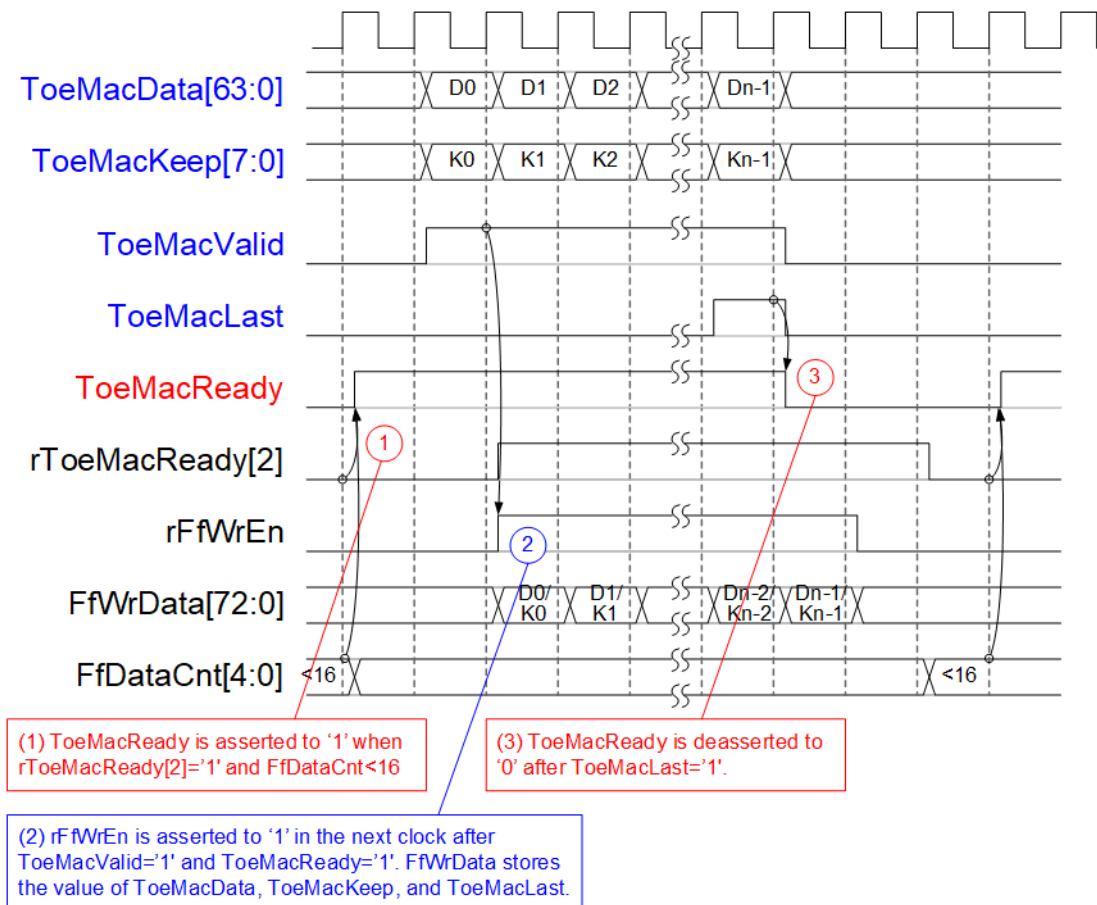 ToeMacData[63:0]
D0 D1 D2 Dn-1
ToeMacKeep[7:0]
K0 K1 K2 Kn-1
ToeMacValid
ToeMacLast
ToeMacReady
3
1
rToeMacReady[2]
rFfWrEn
2
FfWrData[72:0]
D0/ D1/ Dn-2/ Dn-1/
K0 K1 Kn-2 Kn-1
FfDataCnt[4:0]
<16 <16
(1) ToeMacReady is asserted to ‘1’ when
rToeMacReady[2]=’1’ and FfDataCnt<16
(3) ToeMacReady is deasserted to
‘0’ after ToeMacLast=’1’.
(2) rFfWrEn is asserted to ‘1’ in the next clock after
ToeMacValid=’1’ and ToeMacReady=’1’. FfWrData stores
the value of ToeMacData, ToeMacKeep, and ToeMacLast.